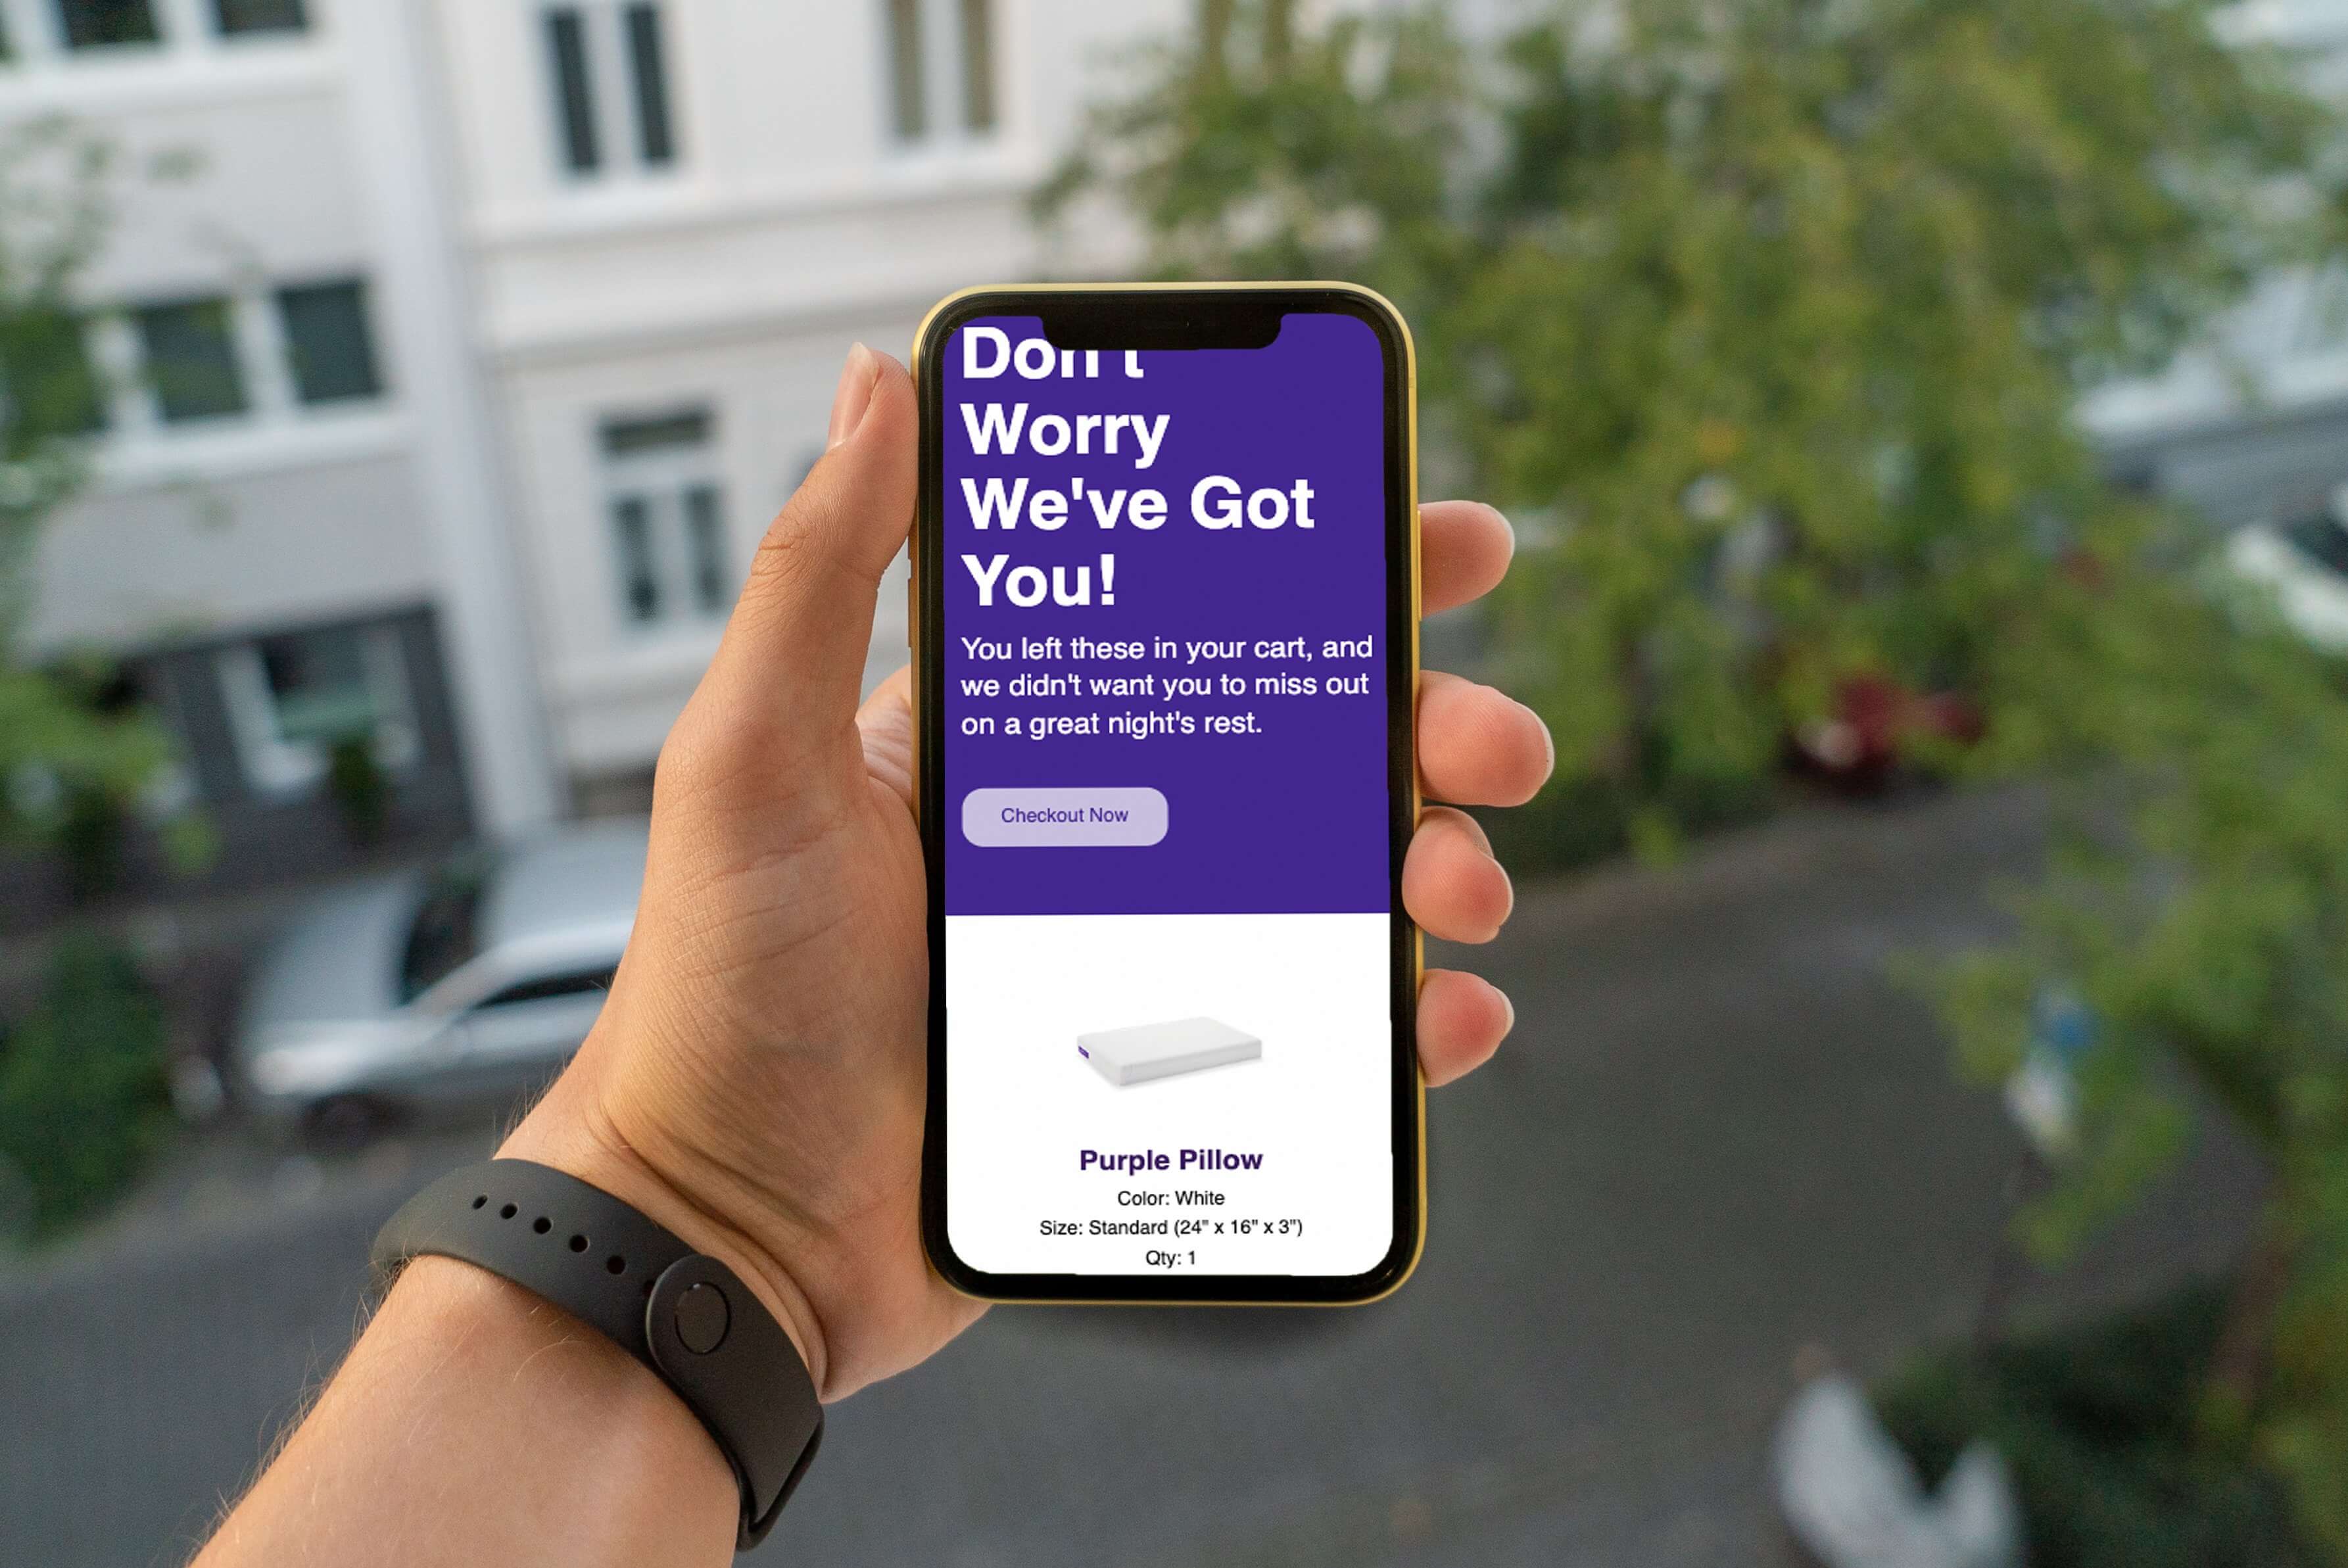 Don't
Worry
We've Got
You!
You left these in your cart, and
we didn't want you to miss out
on a great night's rest.
Checkout Now
Purple Pillow
Color: White
Size: Standard (24" x 16" x 3")
Qty: 1